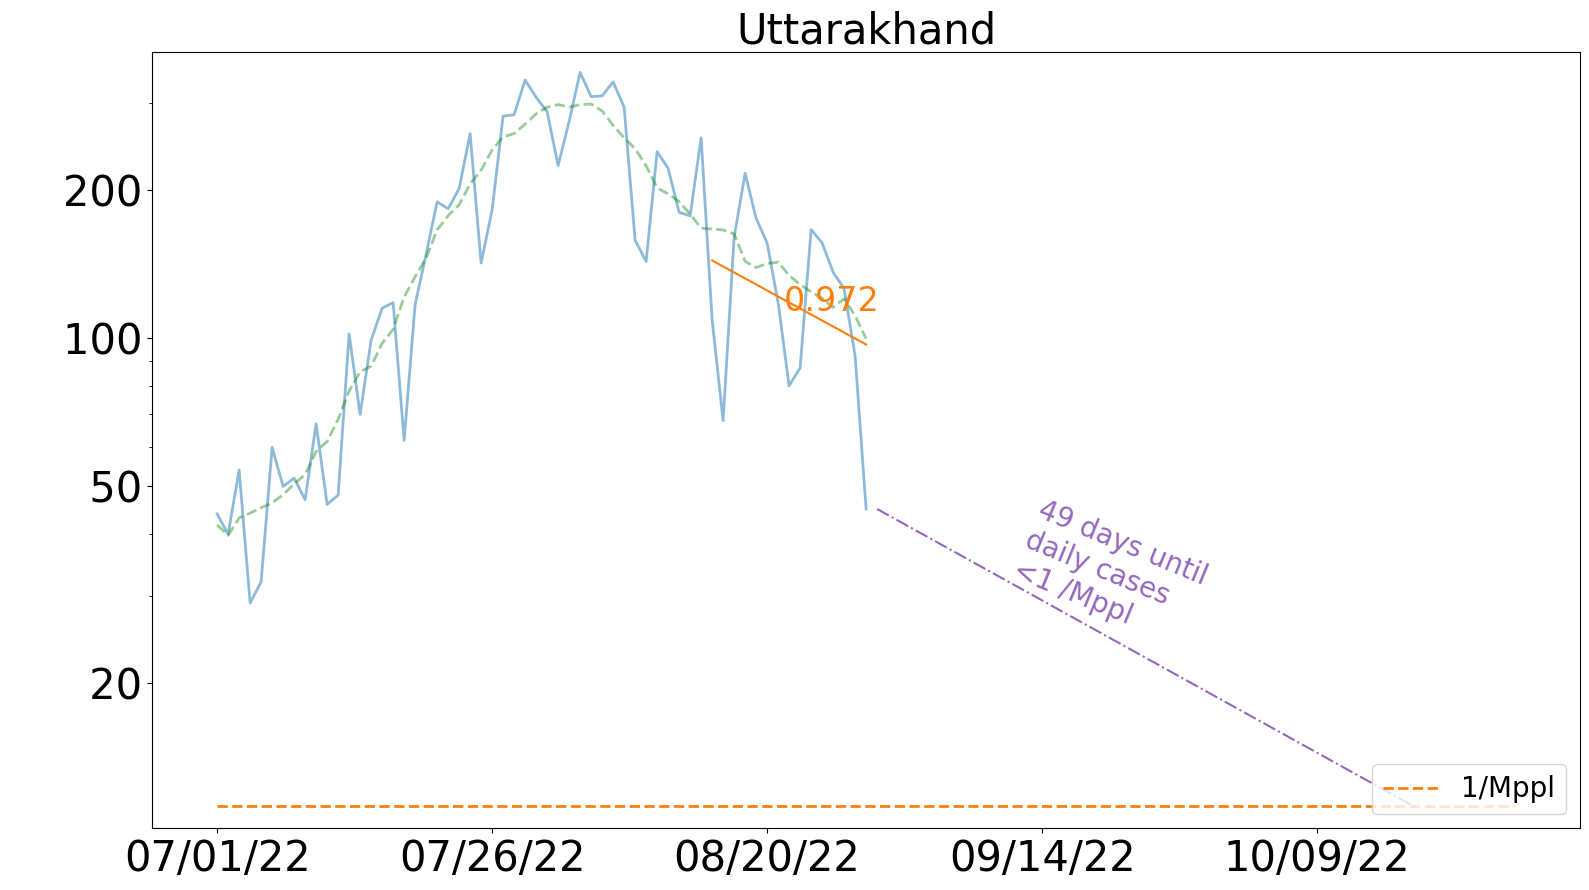 Uttarakhand
200
100
50
20
0.972
49 days until
daily cases
<1 /Mppl
1/Mppl
07/01/22
07/26/22
08/20/22
09/14/22
10/09/22